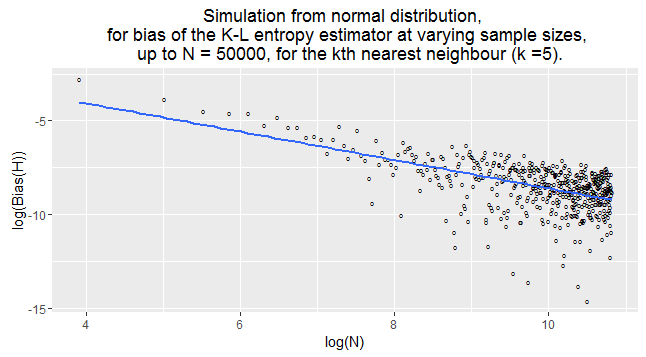 Simulation from normal distribution,
for bias of the K-L entropy estimator at varying sample sizes,
up to N = 50000, for the kth nearest neighbour (k =5).
log(Bias(H))
-5
-10
-15
4
6
8
10
log(N)